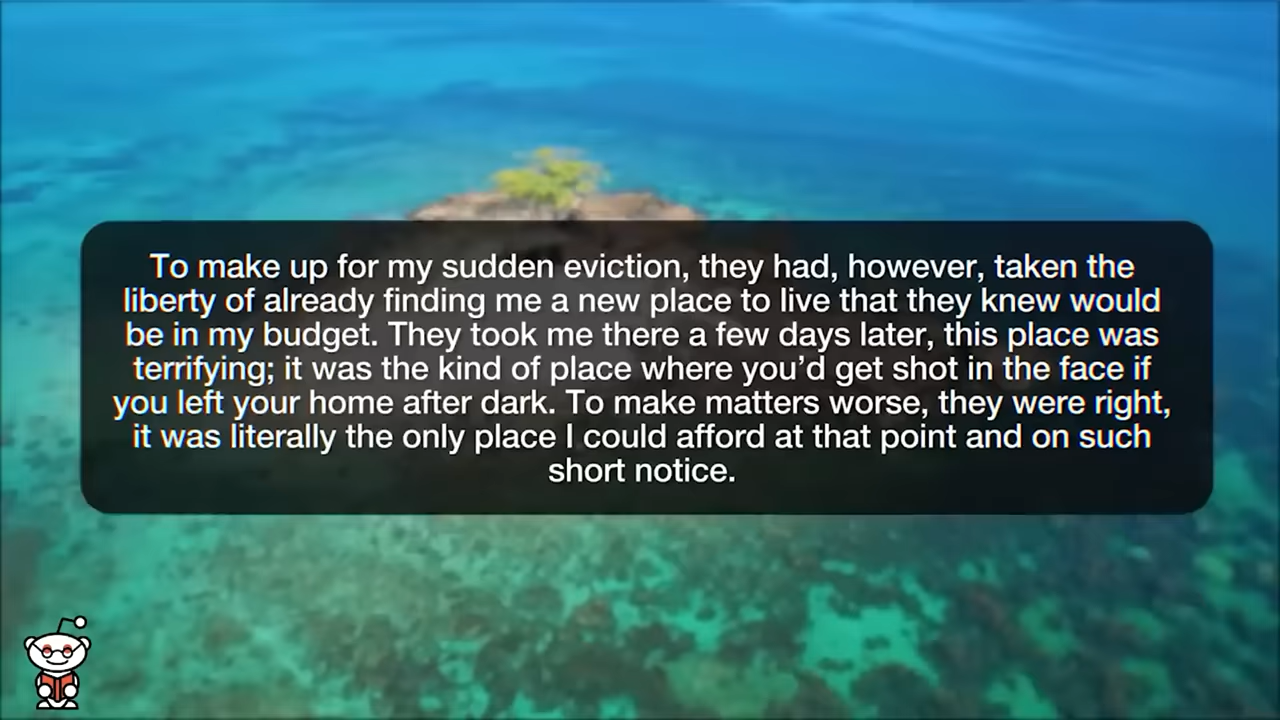 To make up for my sudden eviction, they had, however, taken the
liberty of already finding me a new place to live that they knew would
be in my budget. They took me there a few days later, this place was
terrifying; it was the kind of place where you’d get shot in the face if
you left your home after dark. To make matters worse, they were right,
it was literally the only place I could afford at that point and on such
short notice.